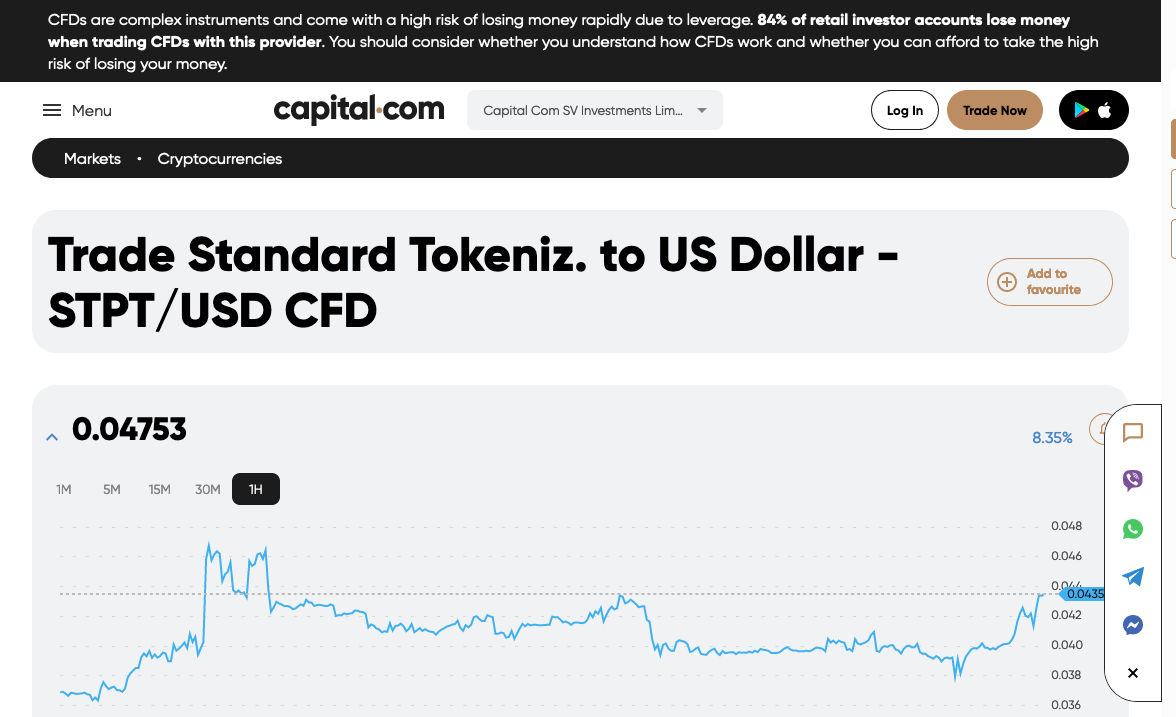 CFDs are complex instruments and come with a high risk of losing money rapidly due to leverage. 84% of retail investor accounts lose money
when trading CFDs with this provider. You should consider whether you understand how CFDs work and whether you can afford to take the high
risk of losing your money.
Menu
capital.com
Capital Com SV Investments Lim...
Log In
Trade Now
Markets • Cryptocurrencies
Trade Standard Tokeniz. to US Dollar -
STPT/USD CFD
Add to
favourite
0.04753
8.35%
1M 5M 15M 30M 1H
0.048
0.046
0.044
0.0435
0.042
0.040
0.038
0.036